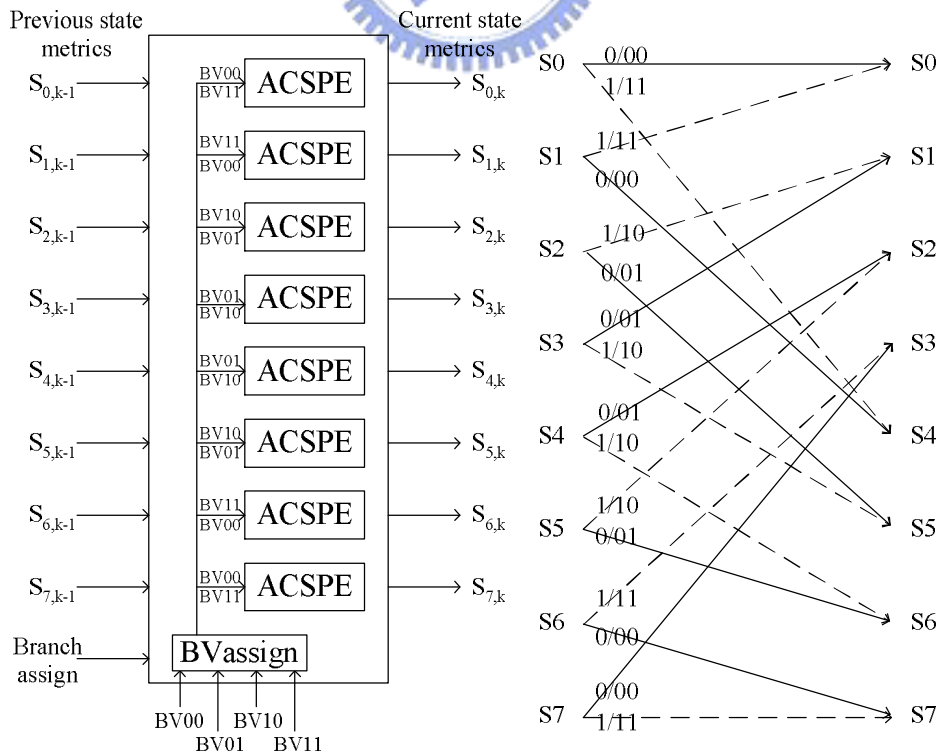 Previous state
metrics
Current state
metrics
S0,k-1
BV00
BV11
ACSPE
S0,k
S1,k-1
BV11
BV00
ACSPE
S1,k
S2,k-1
BV10
BV01
ACSPE
S2,k
S3,k-1
BV01
BV10
ACSPE
S3,k
S4,k-1
BV01
BV10
ACSPE
S4,k
S5,k-1
BV10
BV01
ACSPE
S5,k
S6,k-1
BV11
BV00
ACSPE
S6,k
S7,k-1
BV00
BV11
ACSPE
S7,k
Branch
assign
BVassign
BV00
BV01
BV10
BV11
S0
0/00
1/11
S0
S1
1/11
0/00
S1
S2
1/10
0/01
S2
S3
0/01
1/10
S3
S4
0/01
1/10
S4
S5
1/10
0/01
S5
S6
1/11
0/00
S6
S7
0/00
1/11
S7